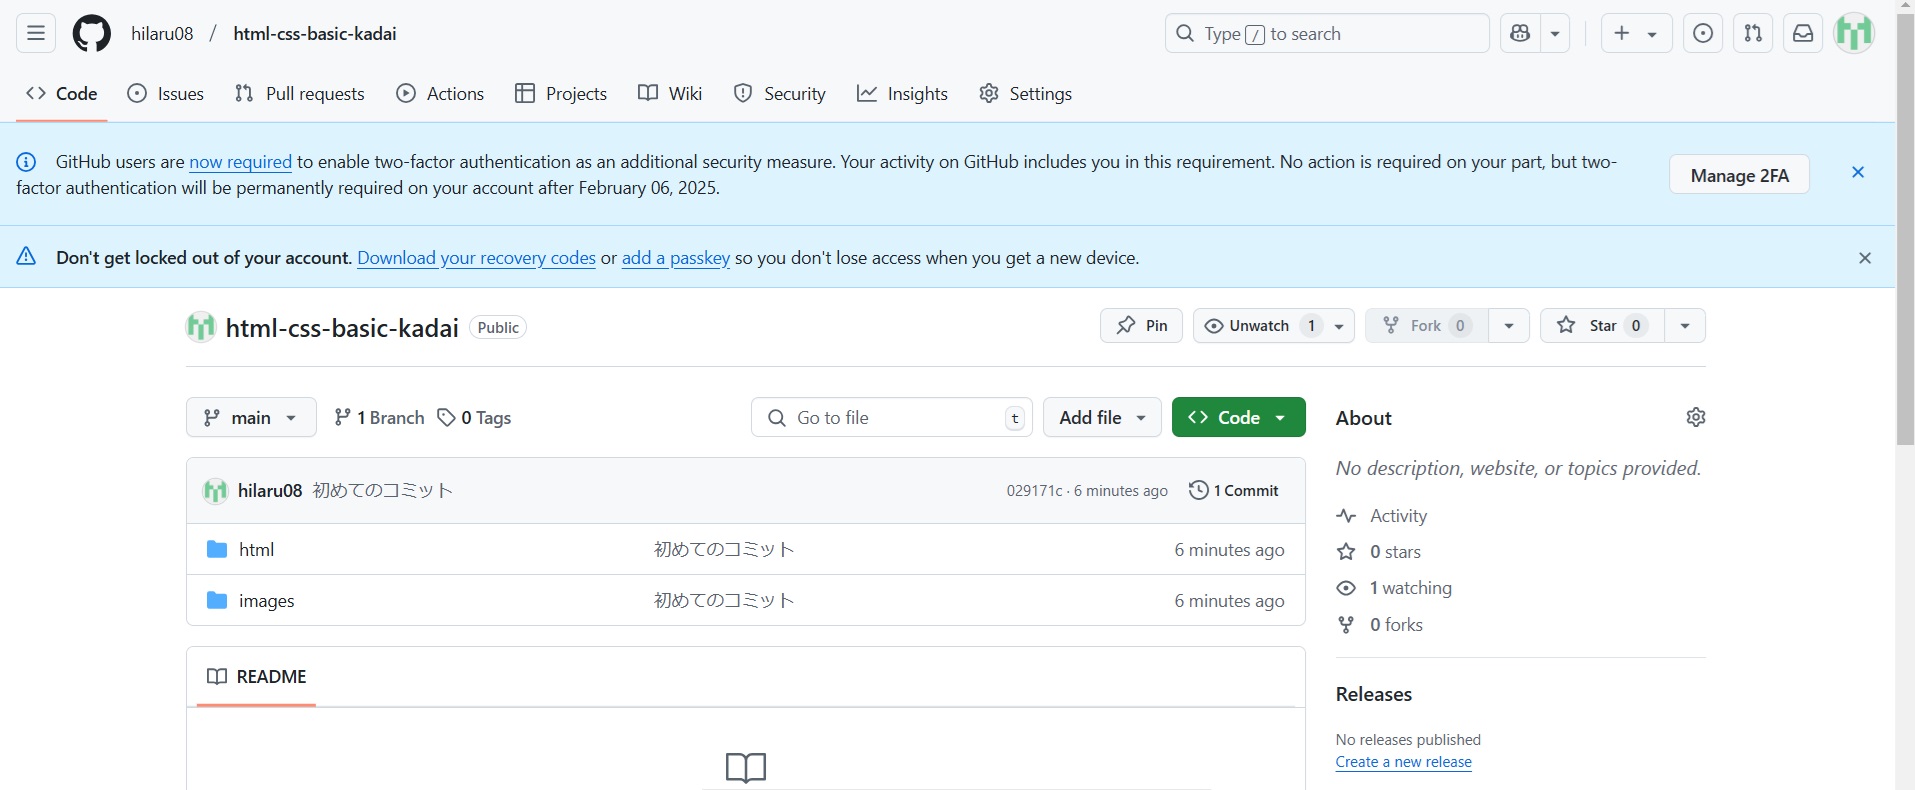 hilaru08 / html-css-basic-kadai
Type / to search
Code Issues Pull requests Actions Projects Wiki Security Insights Settings
GitHub users are now required to enable two-factor authentication as an additional security measure. Your activity on GitHub includes you in this requirement. No action is required on your part, but two-
factor authentication will be permanently required on your account after February 06, 2025.
Manage 2FA
Don't get locked out of your account. Download your recovery codes or add a passkey so you don't lose access when you get a new device.
html-css-basic-kadai Public
Pin Unwatch 1 Fork 0 Star 0
main 1 Branch 0 Tags Go to file t Add file Code
hilaru08 初めてのコミット 029171c · 6 minutes ago 1 Commit
html 初めてのコミット 6 minutes ago
images 初めてのコミット 6 minutes ago
README
About
No description, website, or topics provided.
Activity
0 stars
1 watching
0 forks
Releases
No releases published
Create a new release